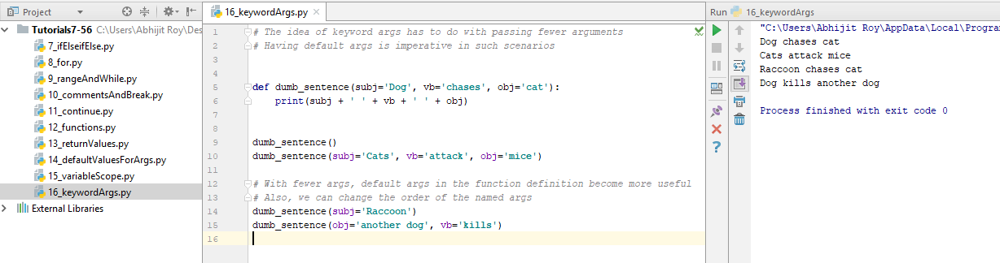 Project
Tutorials7-56 C:\Users\Abhijit Roy\Des
7_ifElseifElse.py
8_for.py
9_rangeAndWhile.py
10_commentsAndBreak.py
11_continue.py
12_functions.py
13_returnValues.py
14_defaultValuesForArgs.py
15_variableScope.py
16_keywordArgs.py
External Libraries
16_keywordArgs.py
1 # The idea of keyword args has to do with passing fewer arguments
2 # Having default args is imperative in such scenarios
3
4
5 def dumb_sentence(subj='Dog', vb='chases', obj='cat'):
6     print(subj + ' ' + vb + ' ' + obj)
7
8
9 dumb_sentence()
10 dumb_sentence(subj='Cats', vb='attack', obj='mice')
11
12 # With fewer args, default args in the function definition become more useful
13 # Also, we can change the order of the named args
14 dumb_sentence(subj='Raccoon')
15 dumb_sentence(obj='another dog', vb='kills')
16
Run 16_keywordArgs
"C:\Users\Abhijit Roy\AppData\Local\Progra
Dog chases cat
Cats attack mice
Raccoon chases cat
Dog kills another dog
Process finished with exit code 0